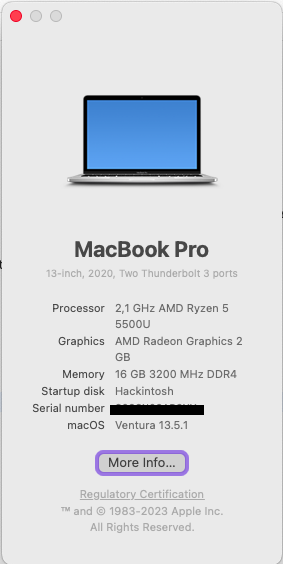 MacBook Pro
13-inch, 2020, Two Thunderbolt 3 ports
Processor 2,1 GHz AMD Ryzen 5
5500U
Graphics AMD Radeon Graphics 2
GB
Memory 16 GB 3200 MHz DDR4
Startup disk Hackintosh
Serial number
macOS Ventura 13.5.1
More Info...
Regulatory Certification
™ and © 1983-2023 Apple Inc.
All Rights Reserved.